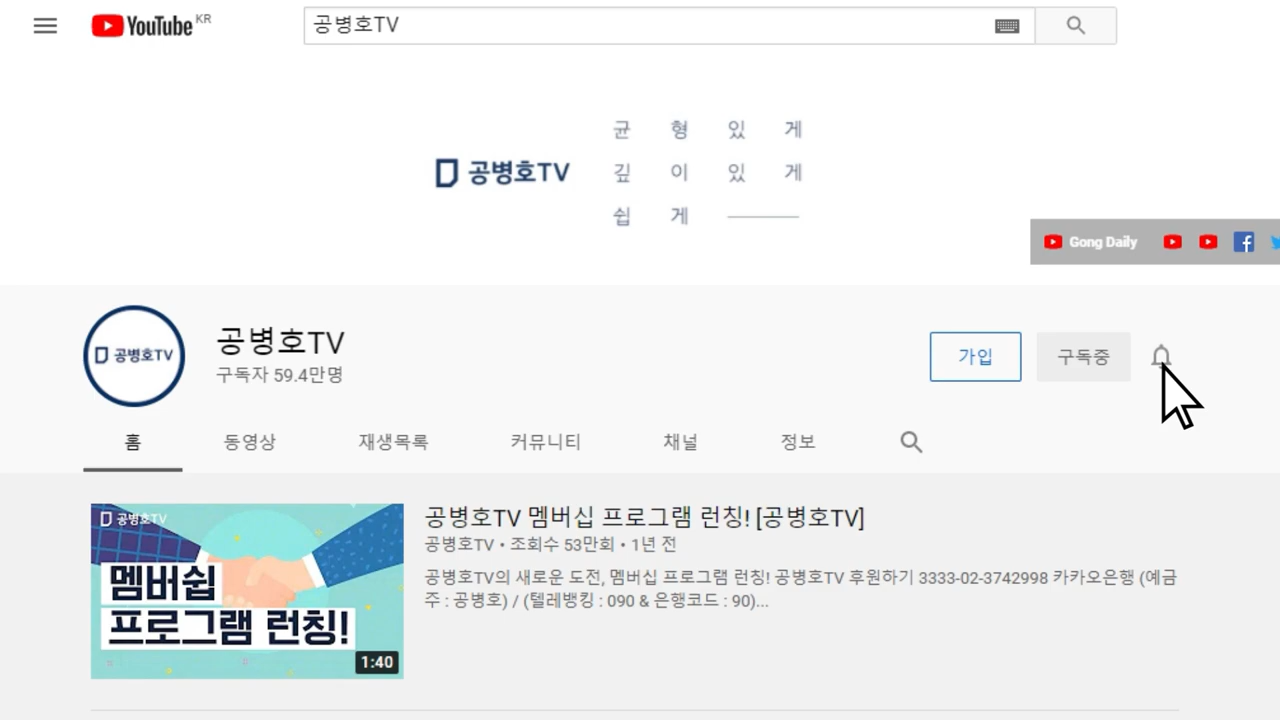 YouTube KR
공병호TV
공병호TV
균 형 있 게
깊 이 있 게
쉽 게
Gong Daily
공병호TV
공병호TV
구독자 59.4만명
가입
구독중
홈 동영상 재생목록 커뮤니티 채널 정보
공병호TV
멤버쉽
프로그램 런칭!
1:40
공병호TV 멤버십 프로그램 런칭! [공병호TV]
공병호TV • 조회수 53만회 • 1년 전
공병호TV의 새로운 도전, 멤버십 프로그램 런칭! 공병호TV 후원하기 3333-02-3742998 카카오은행 (예금
주 : 공병호) / (텔레뱅킹 : 090 & 은행코드 : 90)...